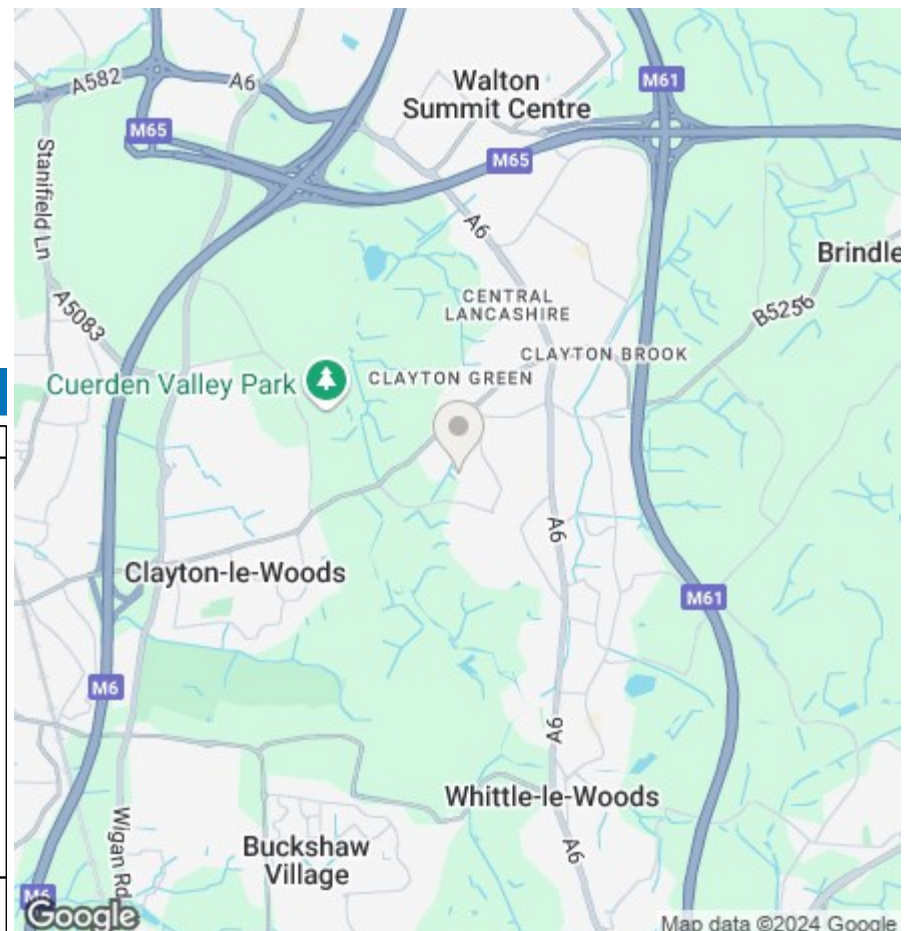 A582
A6
Walton
Summit Centre
M61
M65
M65
Stanifield Ln
A6
Brindle
A5083
CENTRAL
LANCASHIRE
B5256
CLAYTON BROOK
Cuerden Valley Park
CLAYTON GREEN
A6
Clayton-le-Woods
M61
M6
A6
Whittle-le-Woods
Wigan Rd
Buckshaw
Village
A6
M6
Google
Map data ©2024 Google